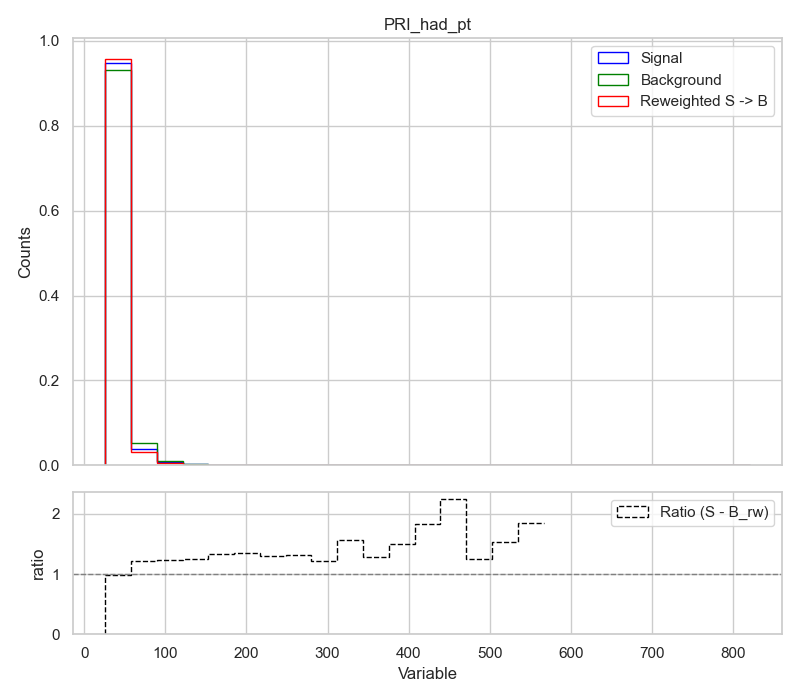 PRI_had_pt
1.0
0.8
0.6
0.4
0.2
0.0
Counts
Signal
Background
Reweighted S -> B
2
1
0
ratio
Ratio (S - B_rw)
0 100 200 300 400 500 600 700 800
Variable